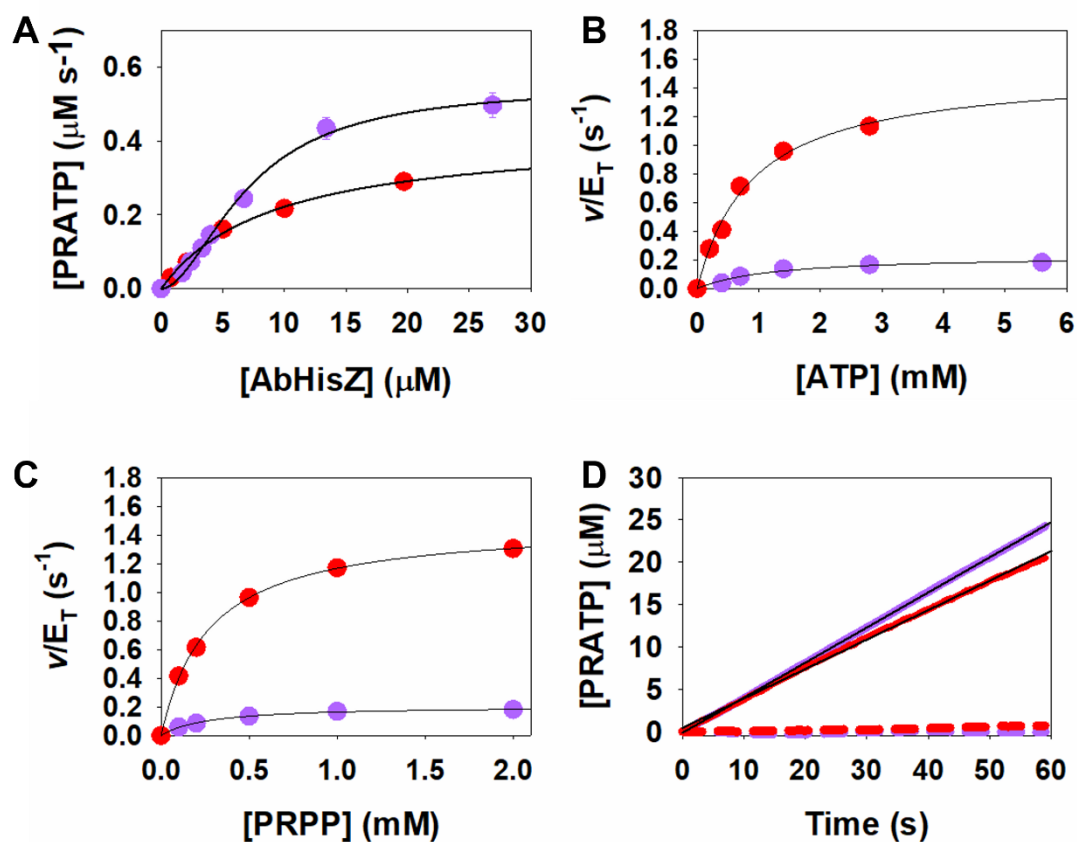 A
[PRATP] (μM s-1)
0.6
0.4
0.2
0.0
0 5 10 15 20 25 30
[AbHisZ] (μM)
B
v/E_T (s⁻¹)
1.8
1.6
1.4
1.2
1.0
0.8
0.6
0.4
0.2
0.0
0 1 2 3 4 5 6
[ATP] (mM)
C
v/E_T (s⁻¹)
1.8
1.6
1.4
1.2
1.0
0.8
0.6
0.4
0.2
0.0
0.0 0.5 1.0 1.5 2.0
[PRPP] (mM)
D
[PRATP] (μM)
30
25
20
15
10
5
0
0 10 20 30 40 50 60
Time (s)